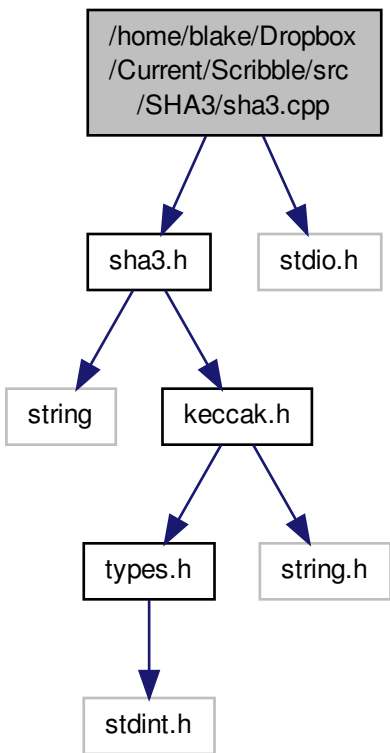 /home/blake/Dropbox
/Current/Scribble/src
/SHA3/sha3.cpp
sha3.h
stdio.h
string
keccak.h
types.h
string.h
stdint.h